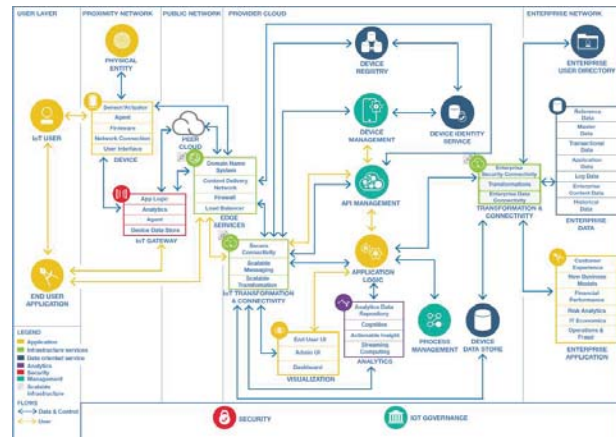 USER LAYER
PROXIMITY NETWORK
PUBLIC NETWORK
PROVIDER CLOUD
ENTERPRISE NETWORK
PHYSICAL ENTITY
IoT USER
Sensor/Actuator
Agent
Firmware
Network Connection
User Interface
DEVICE
App Logic
Analytics
Agent
Device Data Store
IoT GATEWAY
END USER APPLICATION
PEER CLOUD
Domain Name System
Content Delivery Network
Firewall
Load Balancer
EDGE SERVICES
Secure Connectivity
Scalable Messaging
Scalable Transformation
IoT TRANSFORMATION & CONNECTIVITY
End User UI
Admin UI
Dashboard
VISUALIZATION
DEVICE REGISTRY
DEVICE MANAGEMENT
DEVICE IDENTITY SERVICE
API MANAGEMENT
APPLICATION LOGIC
Analytics Data Repository
Cognition
Actionable Insight
Streaming Computing
ANALYTICS
PROCESS MANAGEMENT
DEVICE DATA STORE
Enterprise Security Connectivity
Transformations
Enterprise Data Connectivity
TRANSFORMATION & CONNECTIVITY
ENTERPRISE USER DIRECTORY
Reference Data
Master Data
Transactional Data
Application Data
Log Data
Enterprise Content Data
Historical Data
ENTERPRISE DATA
Customer Experience
New Business Models
Financial Performance
Risk Analytics
IT Economics
Operations & Fraud
ENTERPRISE APPLICATION
LEGEND
Application
Infrastructure services
Data oriented service
Analytics
Security
Management
Scalable Infrastructure
FLOWS
Data & Control
User
SECURITY
IOT GOVERNANCE